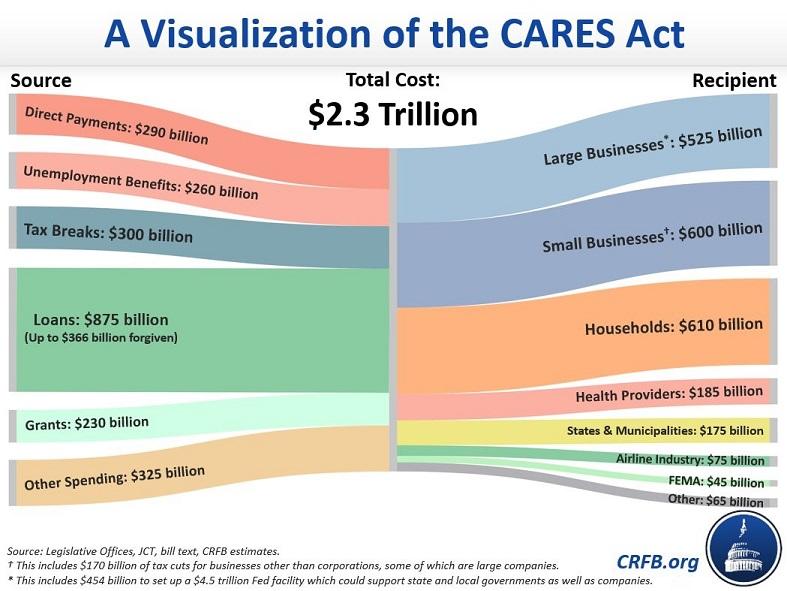 A Visualization of the CARES Act
Source
Total Cost:
Recipient
$2.3 Trillion
Direct Payments: $290 billion
Unemployment Benefits: $260 billion
Tax Breaks: $300 billion
Loans: $875 billion
(Up to $366 billion forgiven)
Grants: $230 billion
Other Spending: $325 billion
Large Businesses*: $525 billion
Small Businesses†: $600 billion
Households: $610 billion
Health Providers: $185 billion
States & Municipalities: $175 billion
Airline Industry: $75 billion
FEMA: $45 billion
Other: $65 billion
Source: Legislative Offices, JCT, bill text, CRFB estimates.
† This includes $170 billion of tax cuts for businesses other than corporations, some of which are large companies.
* This includes $454 billion to set up a $4.5 trillion Fed facility which could support state and local governments as well as companies.
CRFB.org